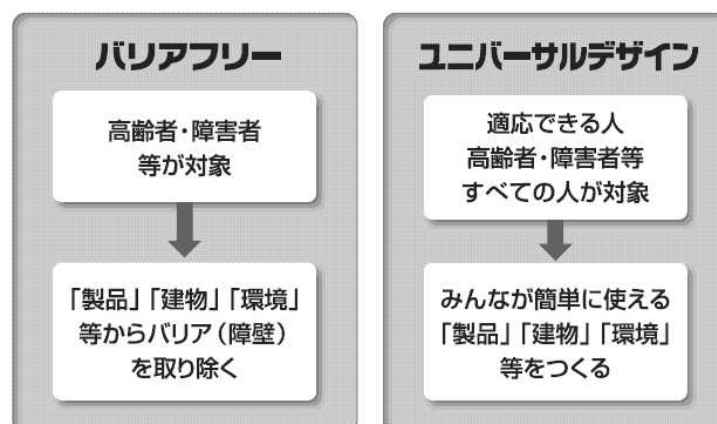 バリアフリー
高齢者・障害者
等が対象
「製品」「建物」「環境」
等からバリア（障壁）
を取り除く
ユニバーサルデザイン
適応できる人
高齢者・障害者等
すべての人が対象
みんなが簡単に使える
「製品」「建物」「環境」
等をつくる